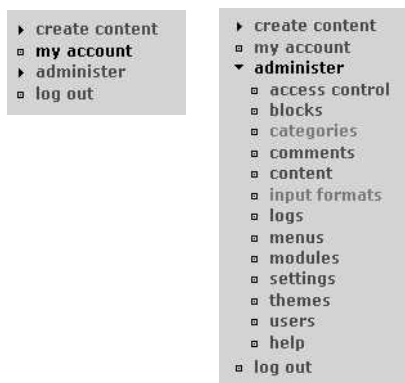 create content
my account
administer
log out
create content
my account
administer
access control
blocks
categories
comments
content
input formats
logs
menus
modules
settings
themes
users
help
log out